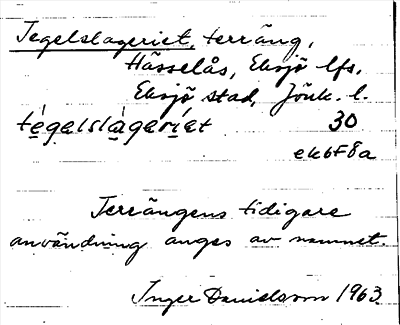 Tegelslageriet, terräng,
Hässelås, Eksjö lfs,
Eksjö stad, Jönk. l.
tégelslàgerìet 30
ek6F8a
Terrängens tidigare
användning anges av namnet.
Inger Danielsson 1963